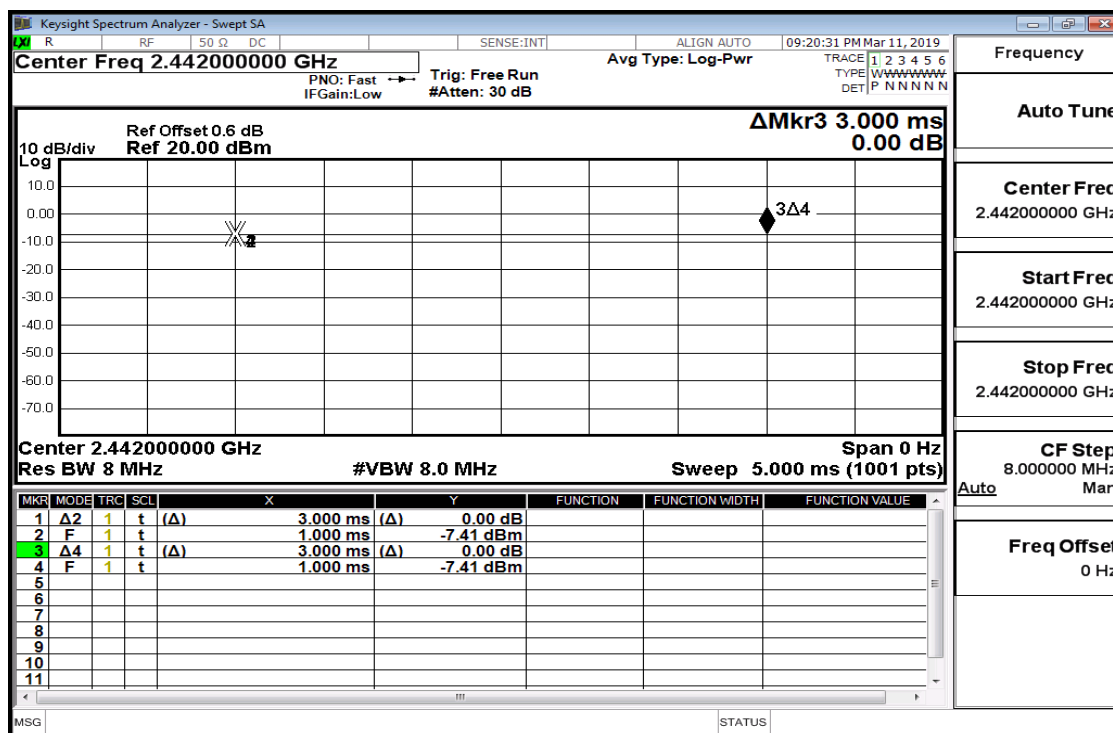 Keysight Spectrum Analyzer - Swept SA
LXI R RF 50 Ω DC SENSE:INT ALIGN AUTO 09:20:31 PM Mar 11, 2019
Center Freq 2.442000000 GHz
PNO: Fast
IFGain:Low
Trig: Free Run
#Atten: 30 dB
Avg Type: Log-Pwr
TRACE 1 2 3 4 5 6
TYPE WWWWWW
DET P N N N N N
10 dB/div
Log
Ref Offset 0.6 dB
Ref 20.00 dBm
ΔMkr3 3.000 ms
0.00 dB
10.0
0.00
-10.0
-20.0
-30.0
-40.0
-50.0
-60.0
-70.0
3Δ4
Center 2.442000000 GHz Span 0 Hz
Res BW 8 MHz #VBW 8.0 MHz Sweep 5.000 ms (1001 pts)
MKR MODE TRC SCL X Y FUNCTION FUNCTION WIDTH FUNCTION VALUE
1 Δ2 1 t (Δ) 3.000 ms (Δ) 0.00 dB
2 F 1 t 1.000 ms -7.41 dBm
3 Δ4 1 t (Δ) 3.000 ms (Δ) 0.00 dB
4 F 1 t 1.000 ms -7.41 dBm
5
6
7
8
9
10
11
MSG STATUS
Frequency
Auto Tune
Center Freq
2.442000000 GHz
Start Freq
2.442000000 GHz
Stop Freq
2.442000000 GHz
CF Step
8.000000 MHz
Auto Man
Freq Offset
0 Hz